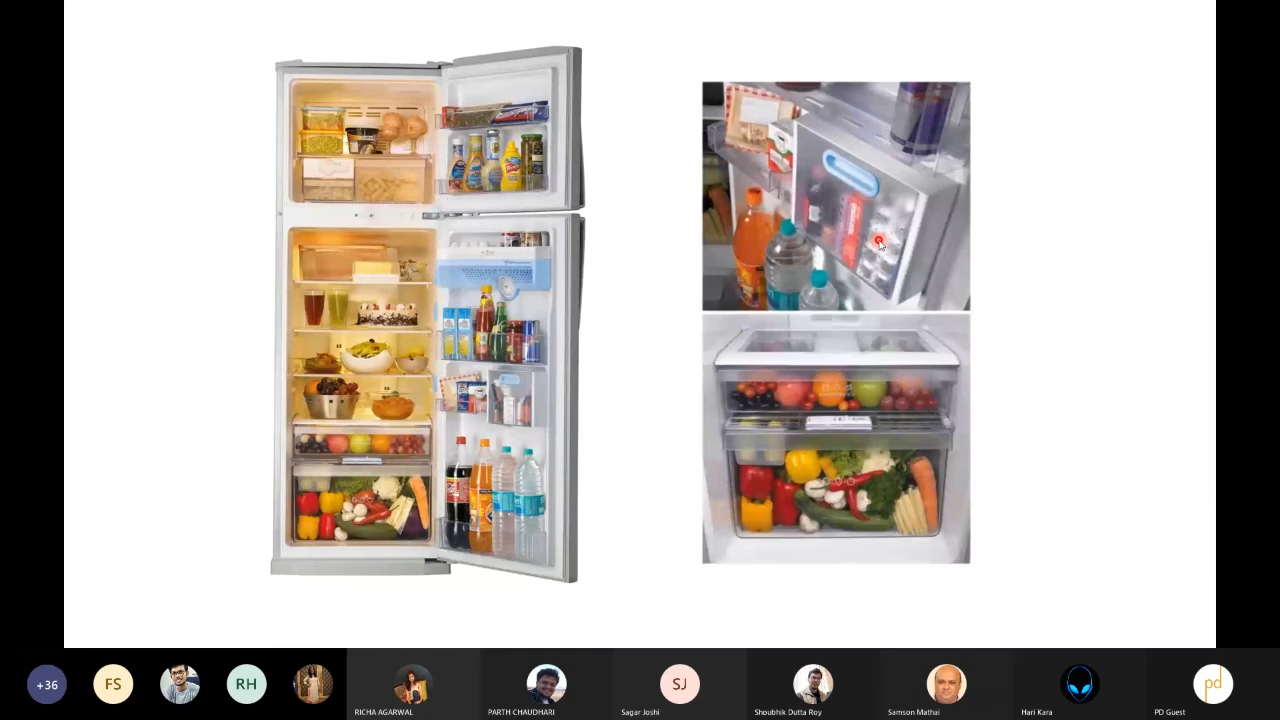 +36
FS
RH
RICHA AGARWAL
PARTH CHAUDHARI
SJ
Sagar Joshi
Shoubhik Dutta Roy
Samson Mathai
Hari Kara
pd
PD Guest